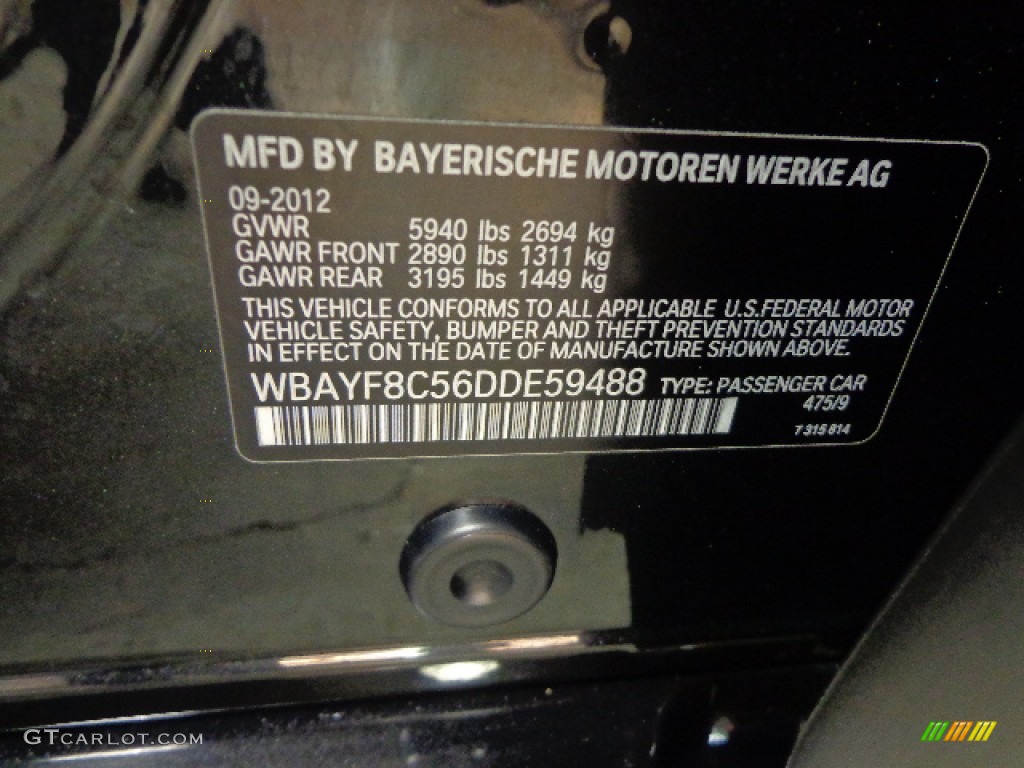 MFD BY BAYERISCHE MOTOREN WERKE AG
09-2012
GVWR 5940 lbs 2694 kg
GAWR FRONT 2890 lbs 1311 kg
GAWR REAR 3195 lbs 1449 kg
THIS VEHICLE CONFORMS TO ALL APPLICABLE U.S.FEDERAL MOTOR
VEHICLE SAFETY, BUMPER AND THEFT PREVENTION STANDARDS
IN EFFECT ON THE DATE OF MANUFACTURE SHOWN ABOVE.
WBAYF8C56DDE59488 TYPE: PASSENGER CAR
475/9
7 315 814
GTCARLOT.COM